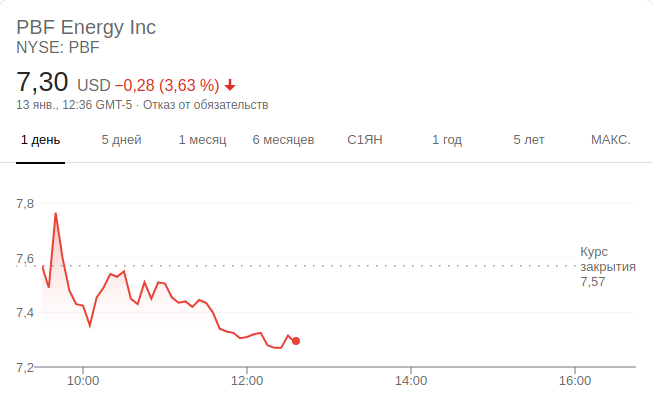 PBF Energy Inc
NYSE: PBF
7,30 USD −0,28 (3,63 %)
13 янв., 12:36 GMT-5 · Отказ от обязательств
1 день 5 дней 1 месяц 6 месяцев С1ЯН 1 год 5 лет МАКС.
7,8
7,6
Курс
закрытия
7,57
7,4
7,2
10:00 12:00 14:00 16:00